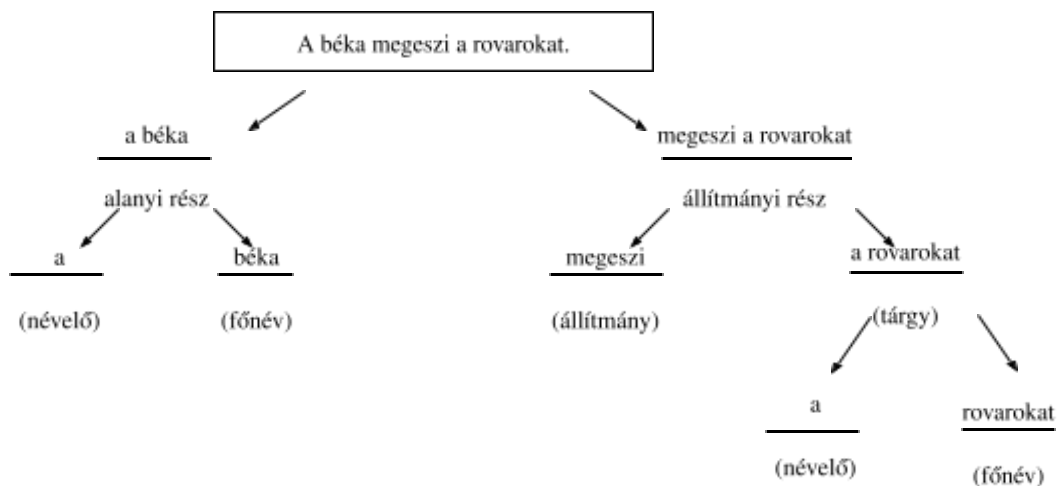 A béka megeszi a rovarokat.
a béka megeszi a rovarokat
alanyi rész állítmányi rész
a béka megeszi a rovarokat
(névelő) (főnév) (állítmány) (tárgy)
a rovarokat
(névelő) (főnév)